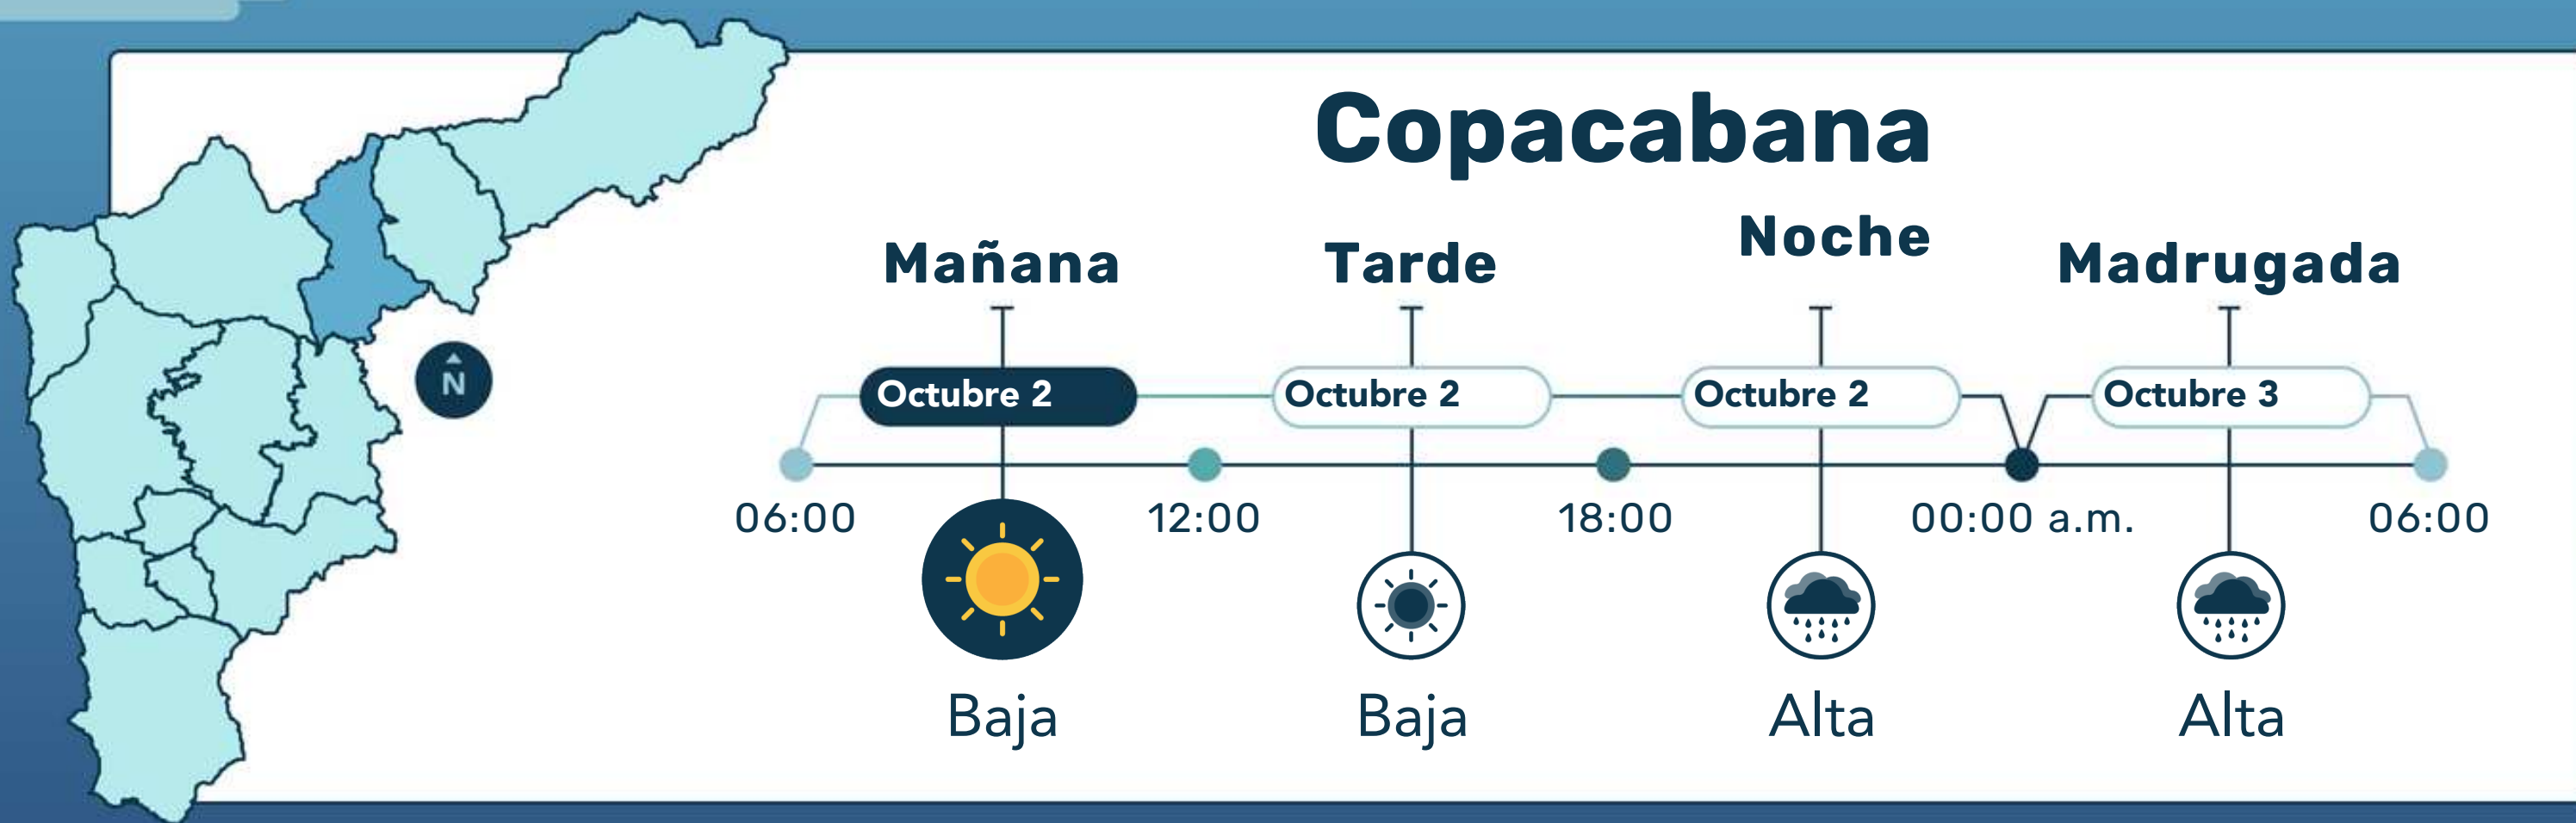 Copacabana
Mañana
Tarde
Noche
Madrugada
Octubre 2
Octubre 2
Octubre 2
Octubre 3
N
06:00
12:00
18:00
00:00 a.m.
06:00
Baja
Baja
Alta
Alta